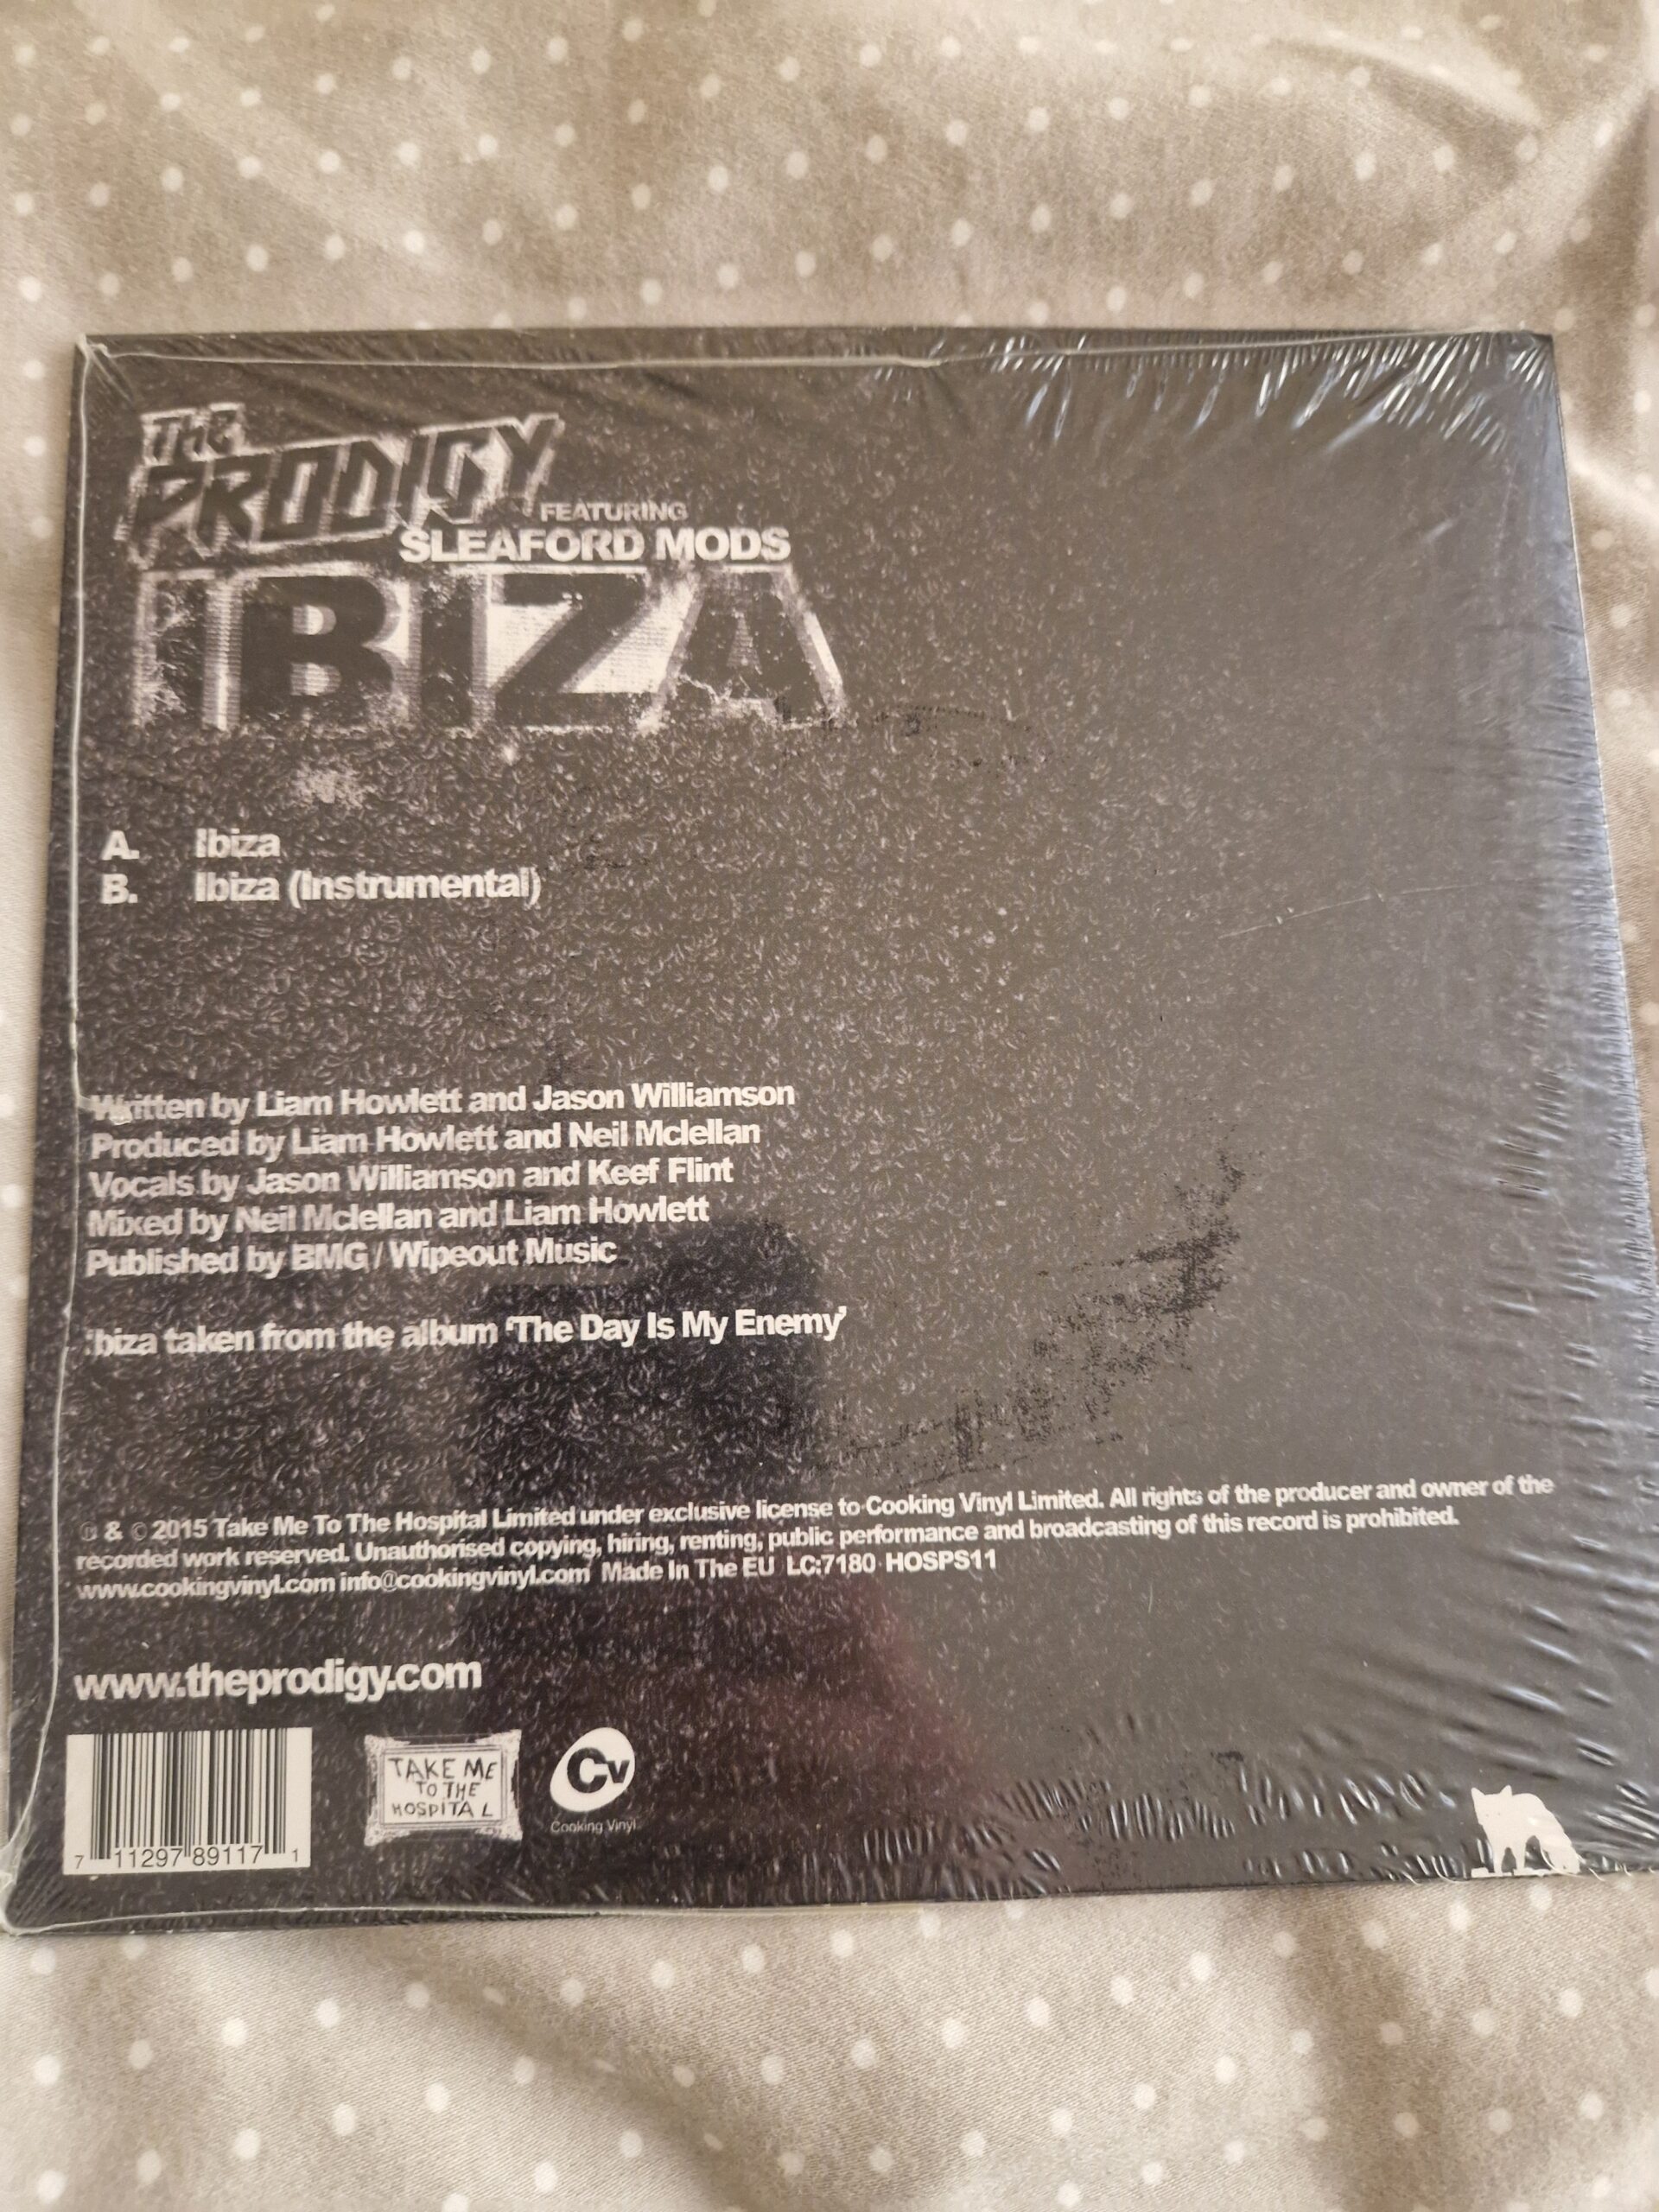 The
PRODIGY
FEATURING
SLEAFORD MODS
IBIZA
A. Ibiza
B. Ibiza (Instrumental)
Written by Liam Howlett and Jason Williamson
Produced by Liam Howlett and Neil Mclellan
Vocals by Jason Williamson and Keef Flint
Mixed by Neil Mclellan and Liam Howlett
Published by BMG / Wipeout Music
Ibiza taken from the album 'The Day Is My Enemy'
℗ & © 2015 Take Me To The Hospital Limited under exclusive license to Cooking Vinyl Limited. All rights of the producer and owner of the
recorded work reserved. Unauthorised copying, hiring, renting, public performance and broadcasting of this record is prohibited.
www.cookingvinyl.com info@cookingvinyl.com Made In The EU LC:7180 HOSPS11
www.theprodigy.com
7 11297 89117 1
TAKE ME
TO THE
HOSPITAL
Cv
Cooking Vinyl